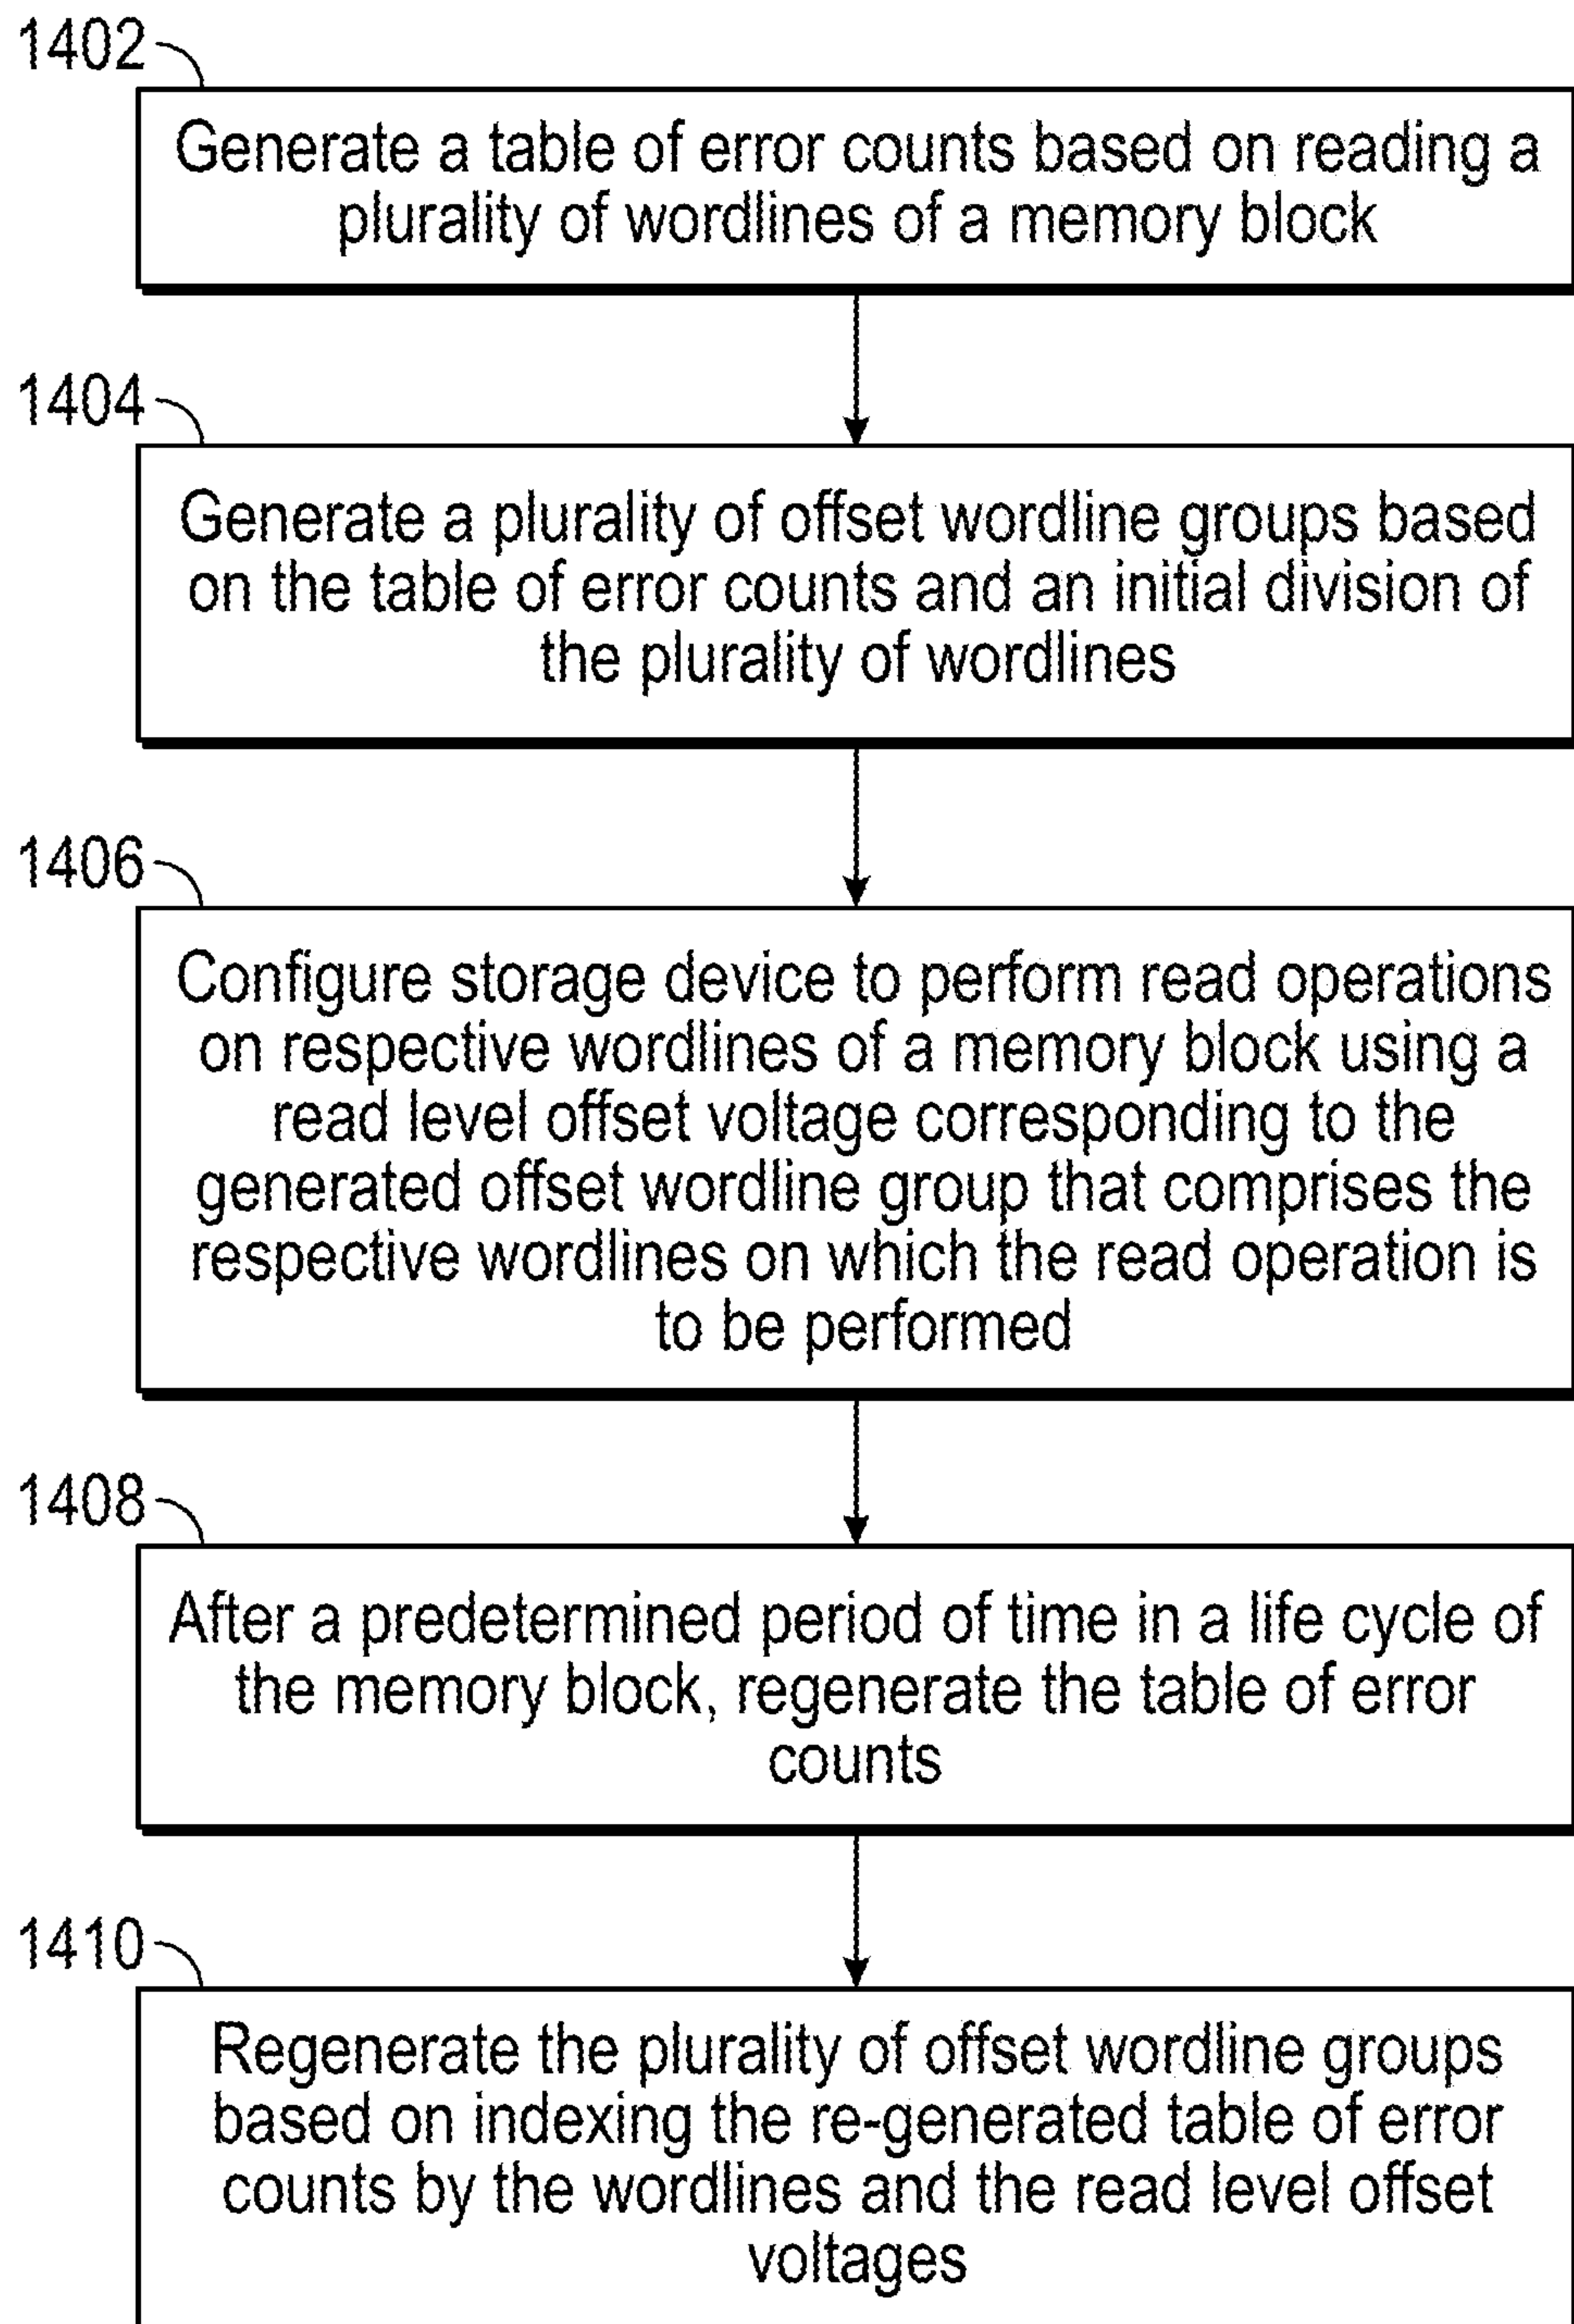 1402
Generate a table of error counts based on reading a
plurality of wordlines of a memory block
1404
Generate a plurality of offset wordline groups based
on the table of error counts and an initial division of
the plurality of wordlines
1406
Configure storage device to perform read operations
on respective wordlines of a memory block using a
read level offset voltage corresponding to the
generated offset wordline group that comprises the
respective wordlines on which the read operation is
to be performed
1408
After a predetermined period of time in a life cycle of
the memory block, regenerate the table of error
counts
1410
Regenerate the plurality of offset wordline groups
based on indexing the re-generated table of error
counts by the wordlines and the read level offset
voltages